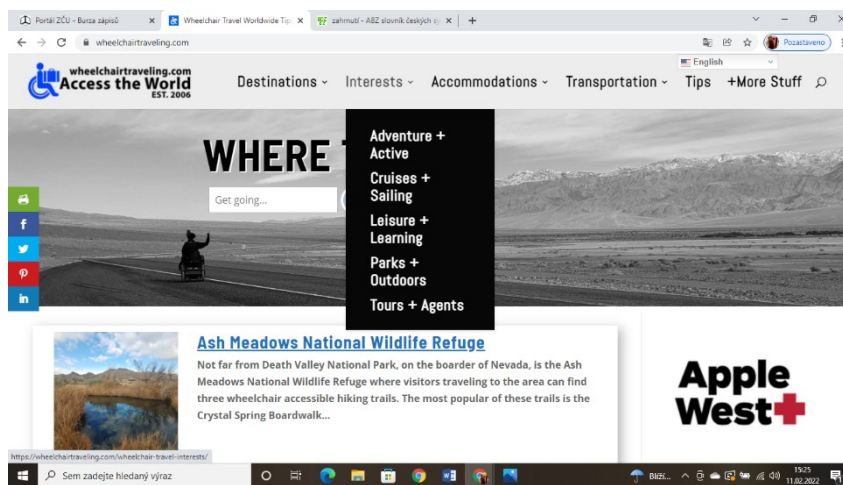 Portál ZČU - Burza zápisů
Wheelchair Travel Worldwide Tip
zahrnutí - ABZ slovník českých sy
wheelchairtraveling.com
Pozastaveno
English
wheelchairtraveling.com
Access the World
EST. 2006
Destinations
Interests
Accommodations
Transportation
Tips
+More Stuff
WHERE
Get going...
Adventure +
Active
Cruises +
Sailing
Leisure +
Learning
Parks +
Outdoors
Tours + Agents
Ash Meadows National Wildlife Refuge
Not far from Death Valley National Park, on the boarder of Nevada, is the Ash
Meadows National Wildlife Refuge where visitors traveling to the area can find
three wheelchair accessible hiking trails. The most popular of these trails is the
Crystal Spring Boardwalk...
Apple
West
https://wheelchairtraveling.com/wheelchair-travel-interests/
Sem zadejte hledaný výraz
Blíží...
15:25
11.02.2022